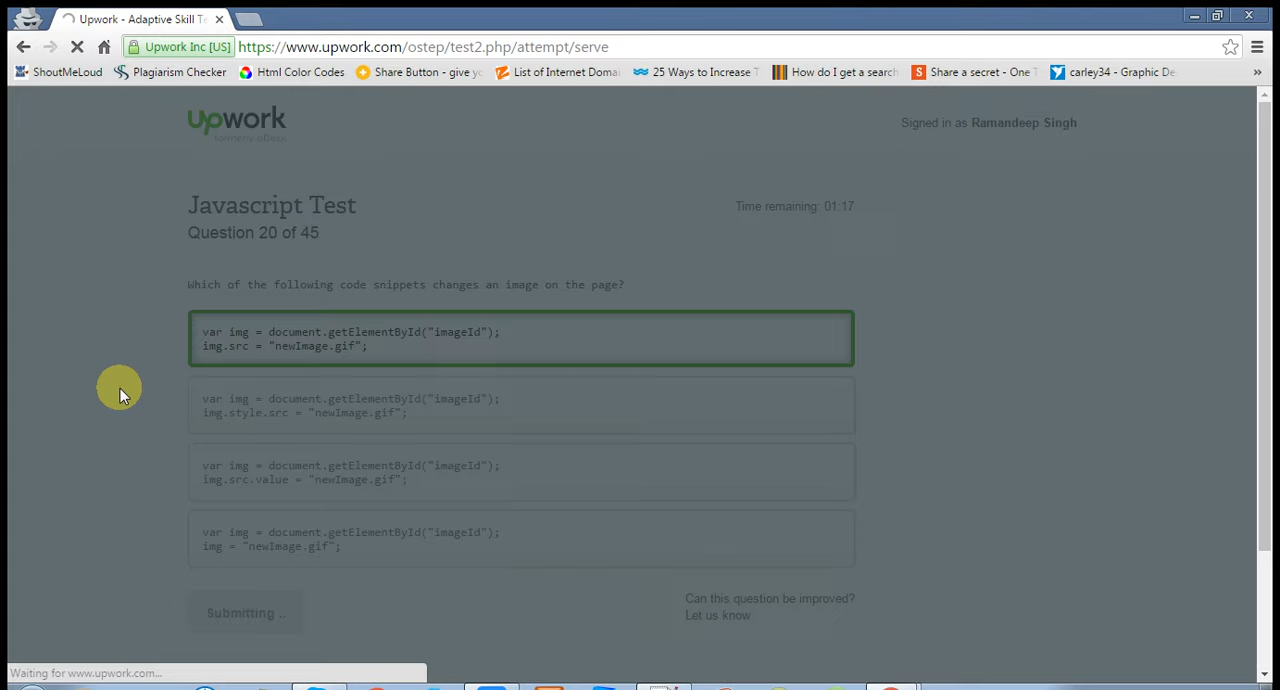 Upwork - Adaptive Skill Te
Upwork Inc [US] https://www.upwork.com/ostep/test2.php/attempt/serve
ShoutMeLoud Plagiarism Checker Html Color Codes Share Button - give yo List of Internet Domai 25 Ways to Increase T How do I get a search Share a secret - One T carley34 - Graphic De »
upwork
formerly oDesk
Signed in as Ramandeep Singh
Javascript Test
Time remaining: 01:17
Question 20 of 45
Which of the following code snippets changes an image on the page?
var img = document.getElementById("imageId");
img.src = "newImage.gif";
var img = document.getElementById("imageId");
img.style.src = "newImage.gif";
var img = document.getElementById("imageId");
img.src.value = "newImage.gif";
var img = document.getElementById("imageId");
img = "newImage.gif";
Submitting ..
Can this question be improved?
Let us know
Waiting for www.upwork.com...